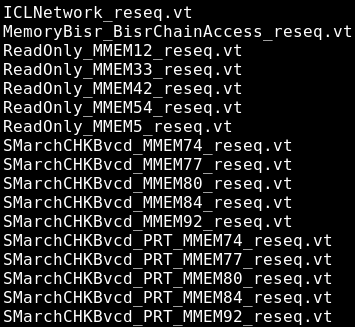 ICLNetwork_reseq.vt
MemoryBisr_BisrChainAccess_reseq.vt
ReadOnly_MMEM12_reseq.vt
ReadOnly_MMEM33_reseq.vt
ReadOnly_MMEM42_reseq.vt
ReadOnly_MMEM54_reseq.vt
ReadOnly_MMEM5_reseq.vt
SMarchCHKBvcd_MMEM74_reseq.vt
SMarchCHKBvcd_MMEM77_reseq.vt
SMarchCHKBvcd_MMEM80_reseq.vt
SMarchCHKBvcd_MMEM84_reseq.vt
SMarchCHKBvcd_MMEM92_reseq.vt
SMarchCHKBvcd_PRT_MMEM74_reseq.vt
SMarchCHKBvcd_PRT_MMEM77_reseq.vt
SMarchCHKBvcd_PRT_MMEM80_reseq.vt
SMarchCHKBvcd_PRT_MMEM84_reseq.vt
SMarchCHKBvcd_PRT_MMEM92_reseq.vt